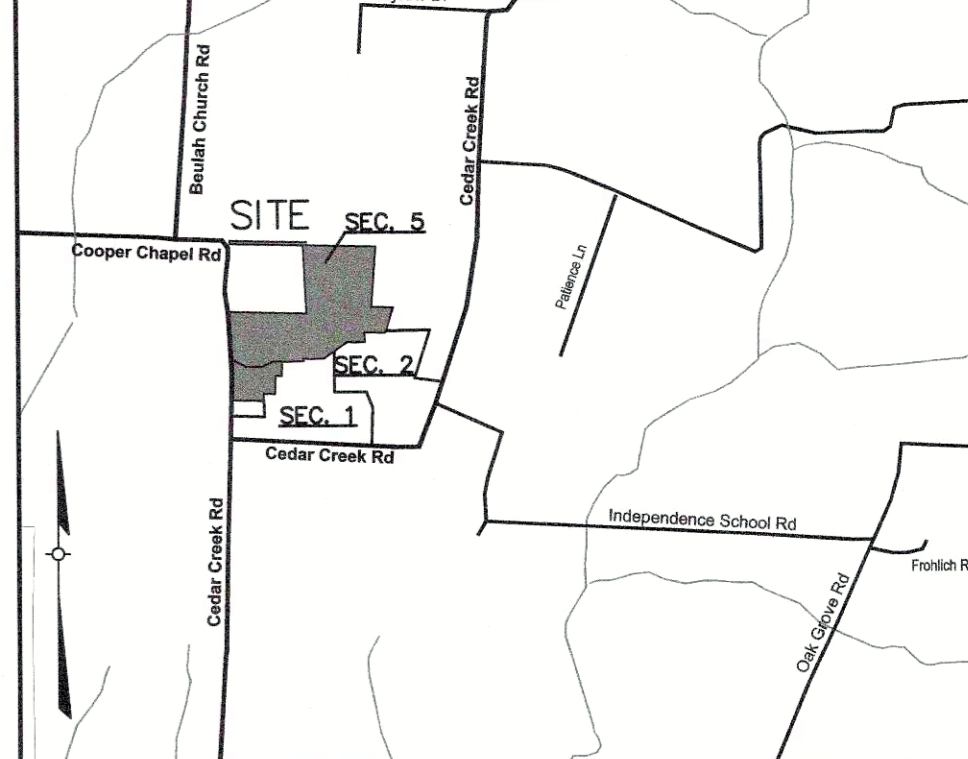 Beulah Church Rd
Cedar Creek Rd
SITE
SEC. 5
Cooper Chapel Rd
Patience Ln
SEC. 2
SEC. 1
Cedar Creek Rd
Cedar Creek Rd
Independence School Rd
Frohlich R
Oak Grove Rd